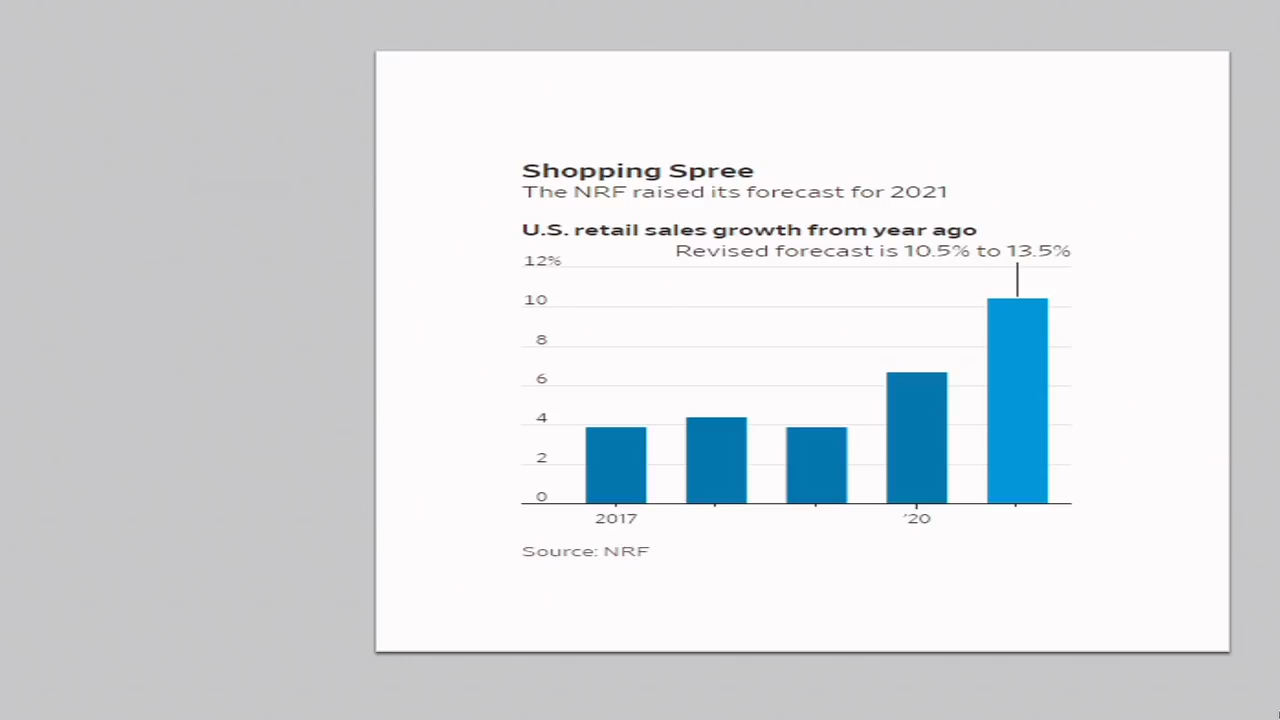 Shopping Spree
The NRF raised its forecast for 2021
U.S. retail sales growth from year ago
Revised forecast is 10.5% to 13.5%
12%
10
8
6
4
2
0
2017 ’20
Source: NRF